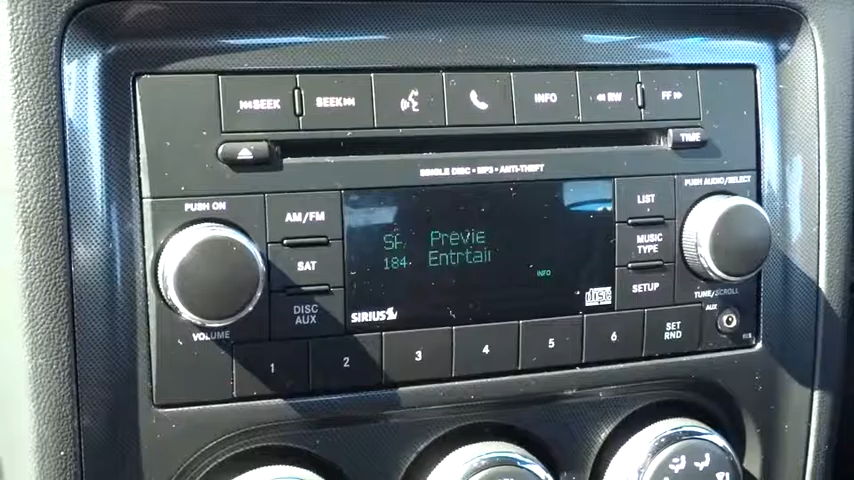 SEEK
SEEK
INFO
RW
FF
TIME
SINGLE DISC • MP3 • ANTI-THEFT
PUSH ON
AM/FM
SAT
DISC
AUX
VOLUME
Previe
184
INFO
SIRIUS
disc
LIST
MUSIC
TYPE
SETUP
PUSH AUDIO/SELECT
TUNE/SCROLL
AUX
1
2
3
4
5
6
SET
RND